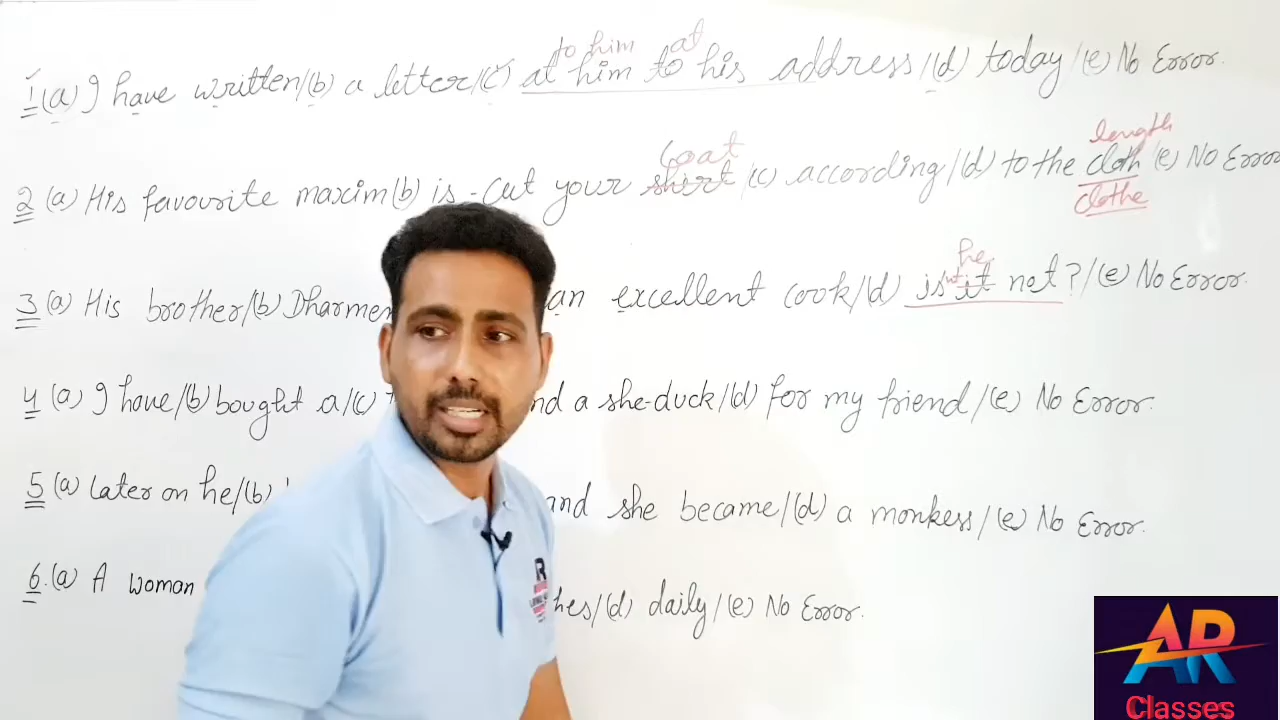 to him at
1 (a) I have written/(b) a letter/(c) at him to his address/(d) today/(e) No Error.
coat length
2 (a) His favourite maxim(b) is - Cut your shirt/(c) according/(d) to the cloth/(e) No Error
clothe
he
3 (a) His brother/(b) Dharmen an excellent cook/(d) isn't it not?/(e) No Error.
4 (a) I have/(b) bought a/(c) and a she-duck/(d) for my friend/(e) No Error.
5 (a) Later on he/(b) and she became/(d) a monkess/(e) No Error.
6. (a) A woman hes/(d) daily/(e) No Error.
AR
Classes